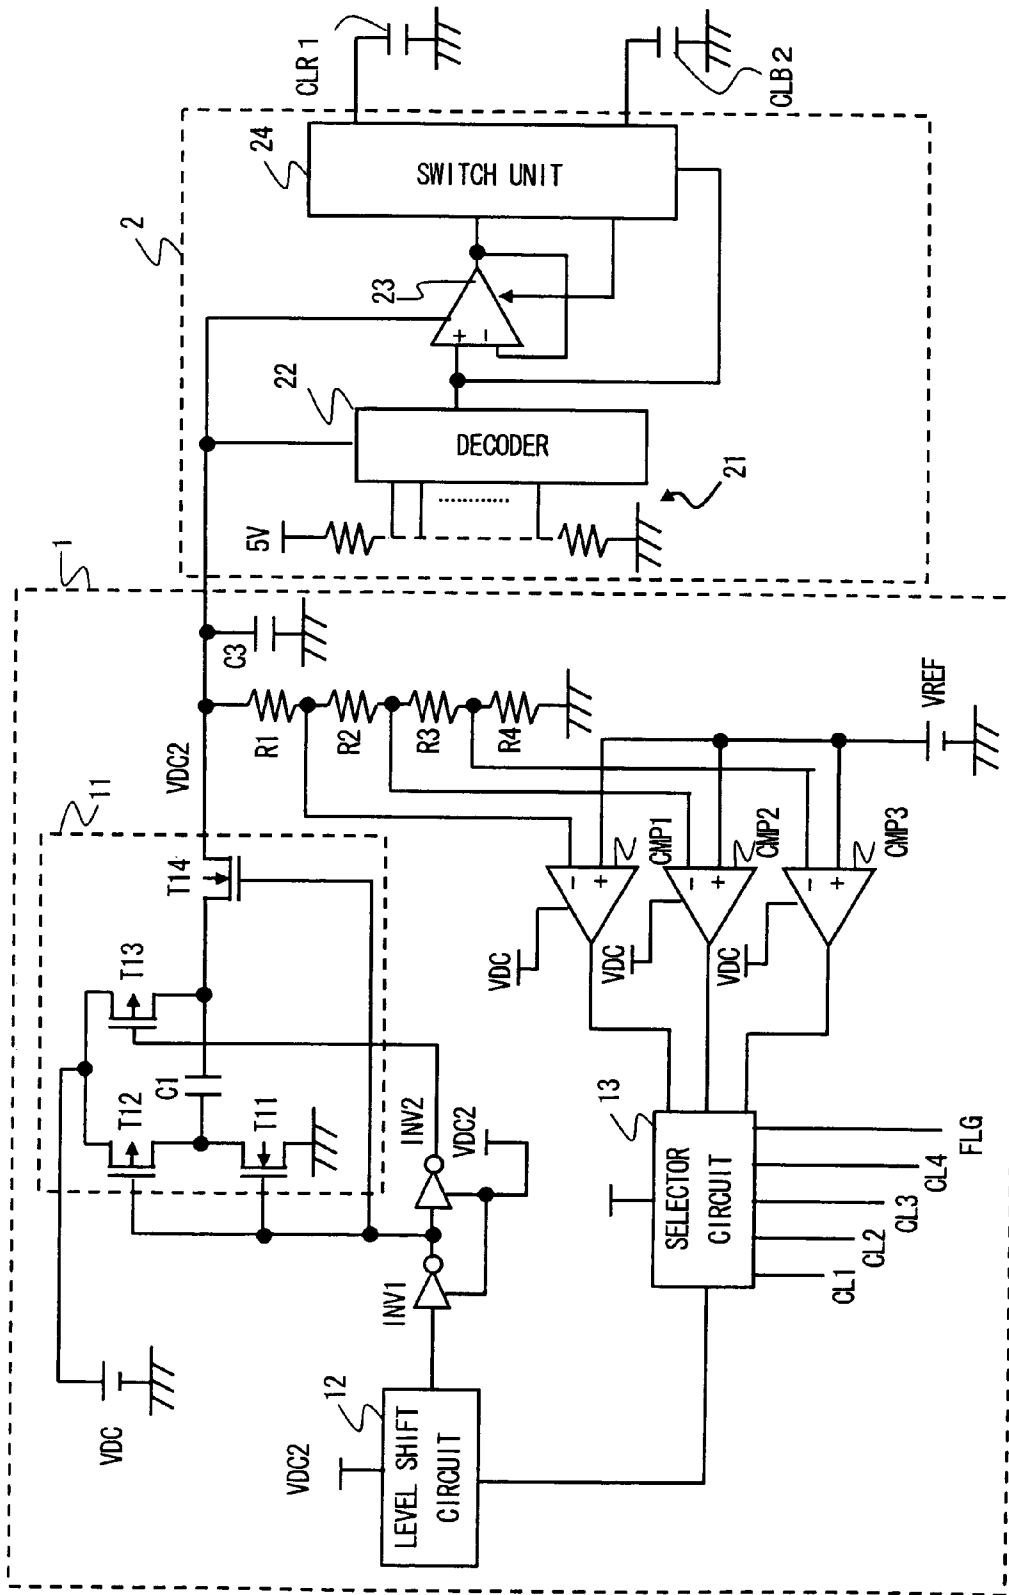 1
2
11
VDC
T12
T13
C1
T11
T14
VDC2
C3
R1
R2
R3
R4
VDC2
12
LEVEL SHIFT
CIRCUIT
INV1
INV2
VDC2
13
SELECTOR
CIRCUIT
CL1
CL2
CL3
CL4
FLG
VDC
VDC
VDC
-
+
CMP1
-
+
CMP2
-
+
CMP3
VREF
5V
21
22
DECODER
+
-
23
24
SWITCH UNIT
CLR1
CLB2